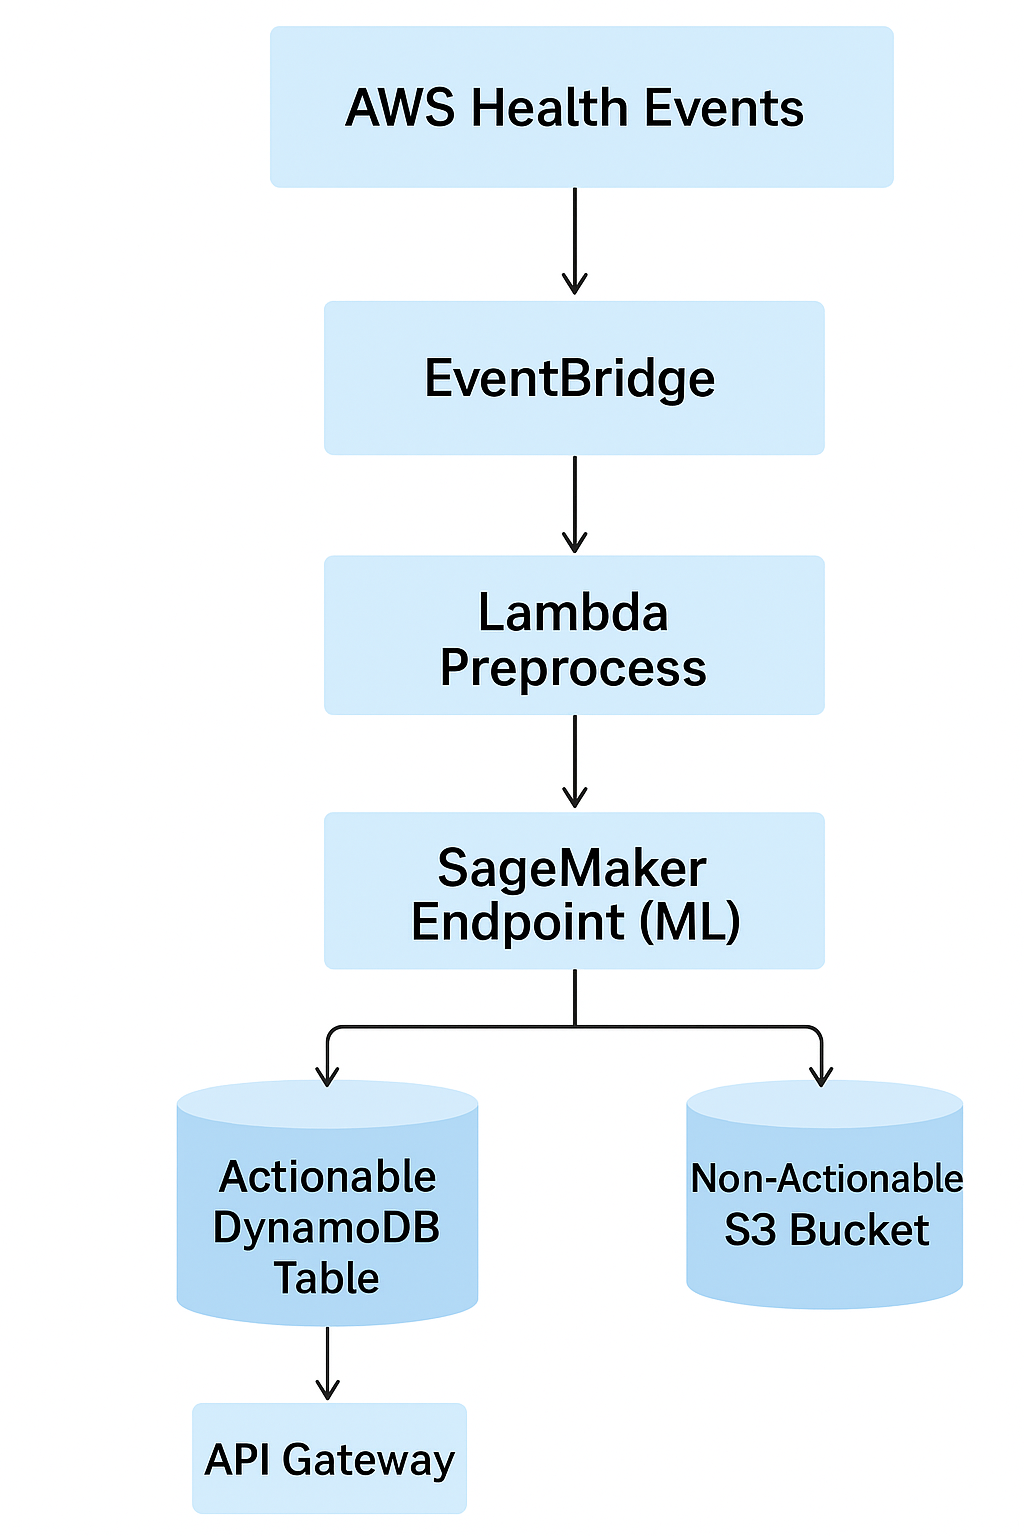 AWS Health Events
EventBridge
Lambda
Preprocess
SageMaker
Endpoint (ML)
Actionable
DynamoDB
Table
Non-Actionable
S3 Bucket
API Gateway